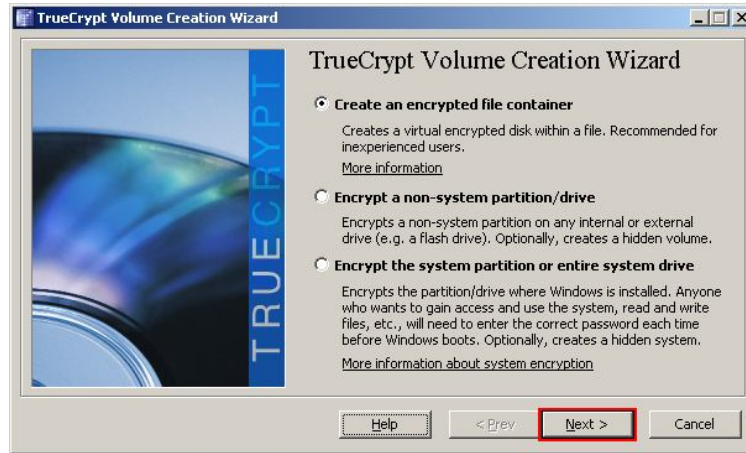 TrueCrypt Volume Creation Wizard
TRUECRYPT
TrueCrypt Volume Creation Wizard
Create an encrypted file container
Creates a virtual encrypted disk within a file. Recommended for
inexperienced users.
More information
Encrypt a non-system partition/drive
Encrypts a non-system partition on any internal or external
drive (e.g. a flash drive). Optionally, creates a hidden volume.
Encrypt the system partition or entire system drive
Encrypts the partition/drive where Windows is installed. Anyone
who wants to gain access and use the system, read and write
files, etc., will need to enter the correct password each time
before Windows boots. Optionally, creates a hidden system.
More information about system encryption
Help
< Prev
Next >
Cancel